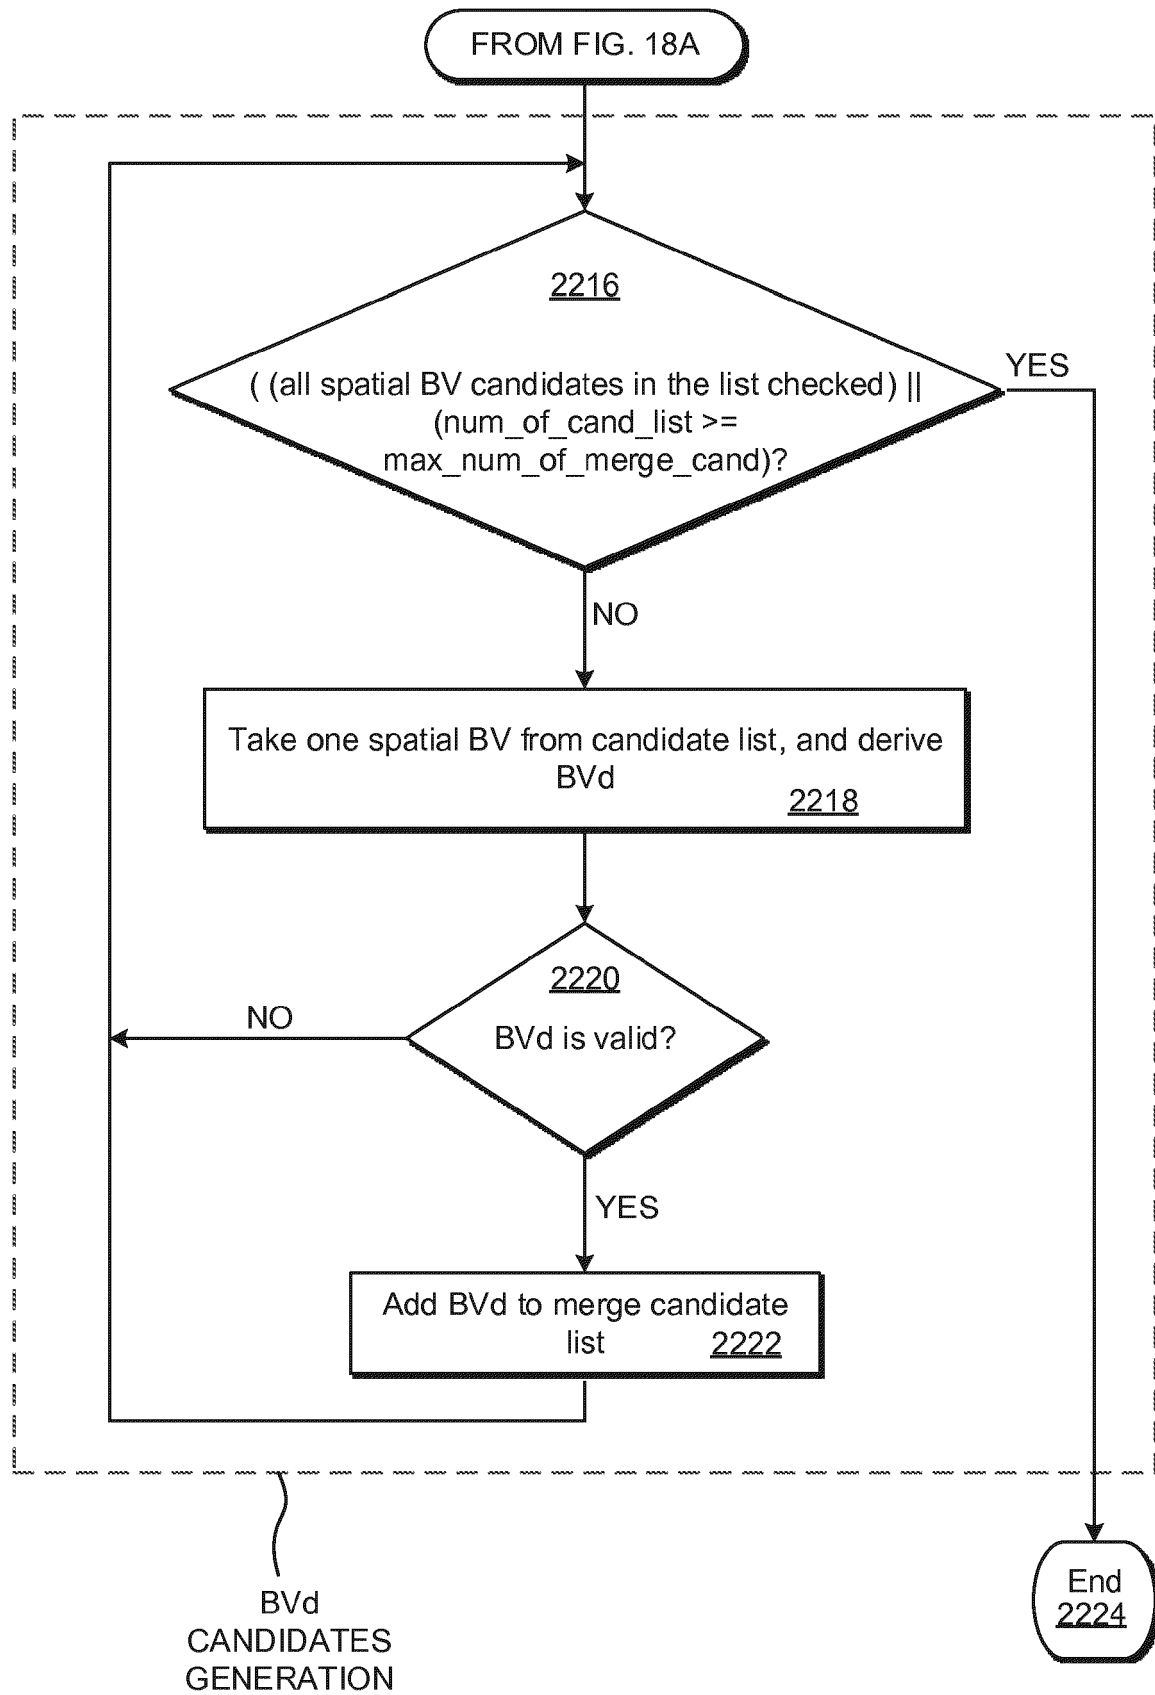 FROM FIG. 18A
2216
( (all spatial BV candidates in the list checked) ||
(num_of_cand_list >=
max_num_of_merge_cand)?
YES
NO
Take one spatial BV from candidate list, and derive
BVd
2218
2220
BVd is valid?
NO
YES
Add BVd to merge candidate
list 2222
End
2224
BVd
CANDIDATES
GENERATION